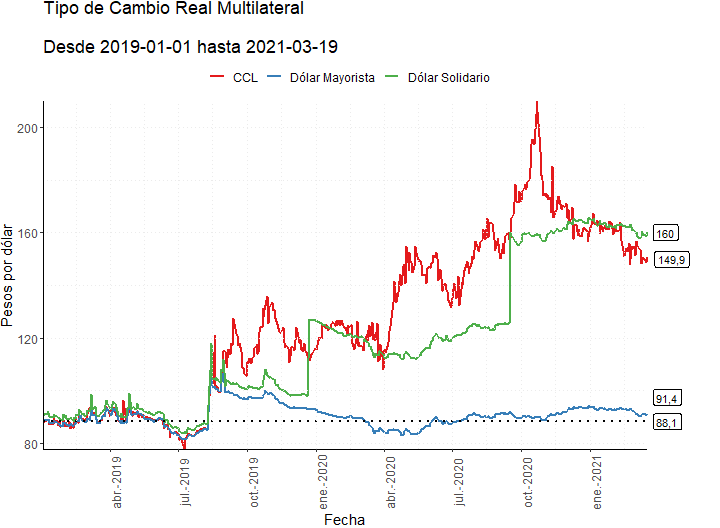 Tipo de Cambio Real Multilateral
Desde 2019-01-01 hasta 2021-03-19
CCL Dólar Mayorista Dólar Solidario
Pesos por dólar
200
160
120
80
160
149,9
91,4
88,1
abr.-2019
jul.-2019
oct.-2019
ene.-2020
abr.-2020
jul.-2020
oct.-2020
ene.-2021
Fecha